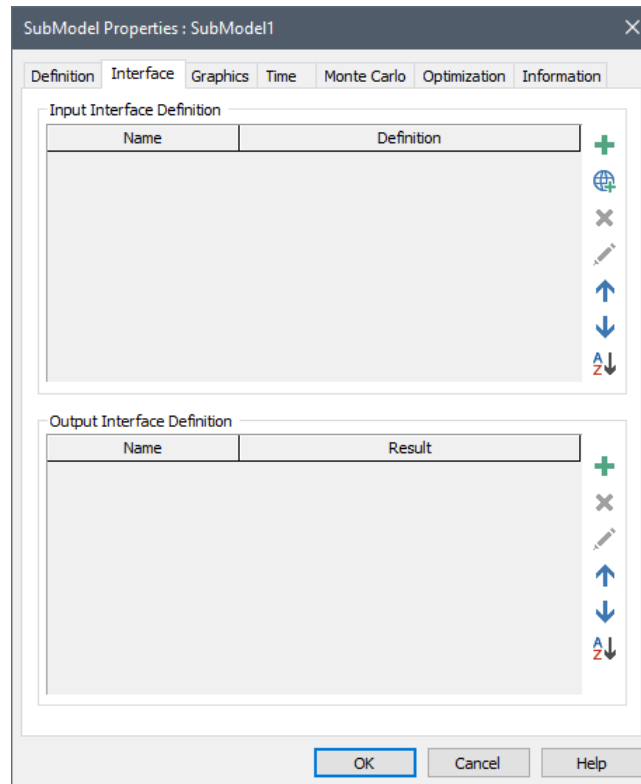 SubModel Properties : SubModel1
Definition Interface Graphics Time Monte Carlo Optimization Information
Input Interface Definition
Name Definition
A
Z
Output Interface Definition
Name Result
A
Z
OK Cancel Help